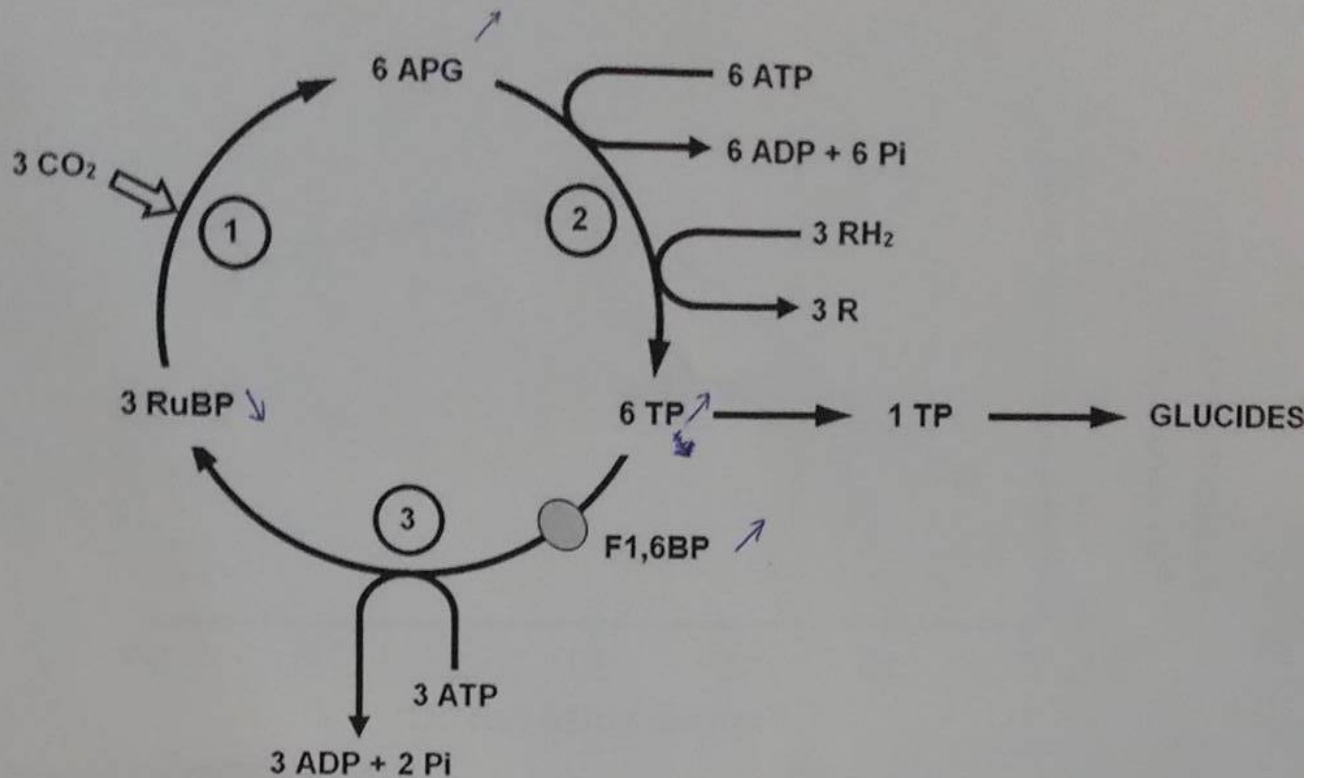 6 APG
6 ATP
3 CO₂
6 ADP + 6 Pi
1
2
3 RH₂
3 R
3 RuBP
6 TP
1 TP
GLUCIDES
3
F1,6BP
3 ATP
3 ADP + 2 Pi